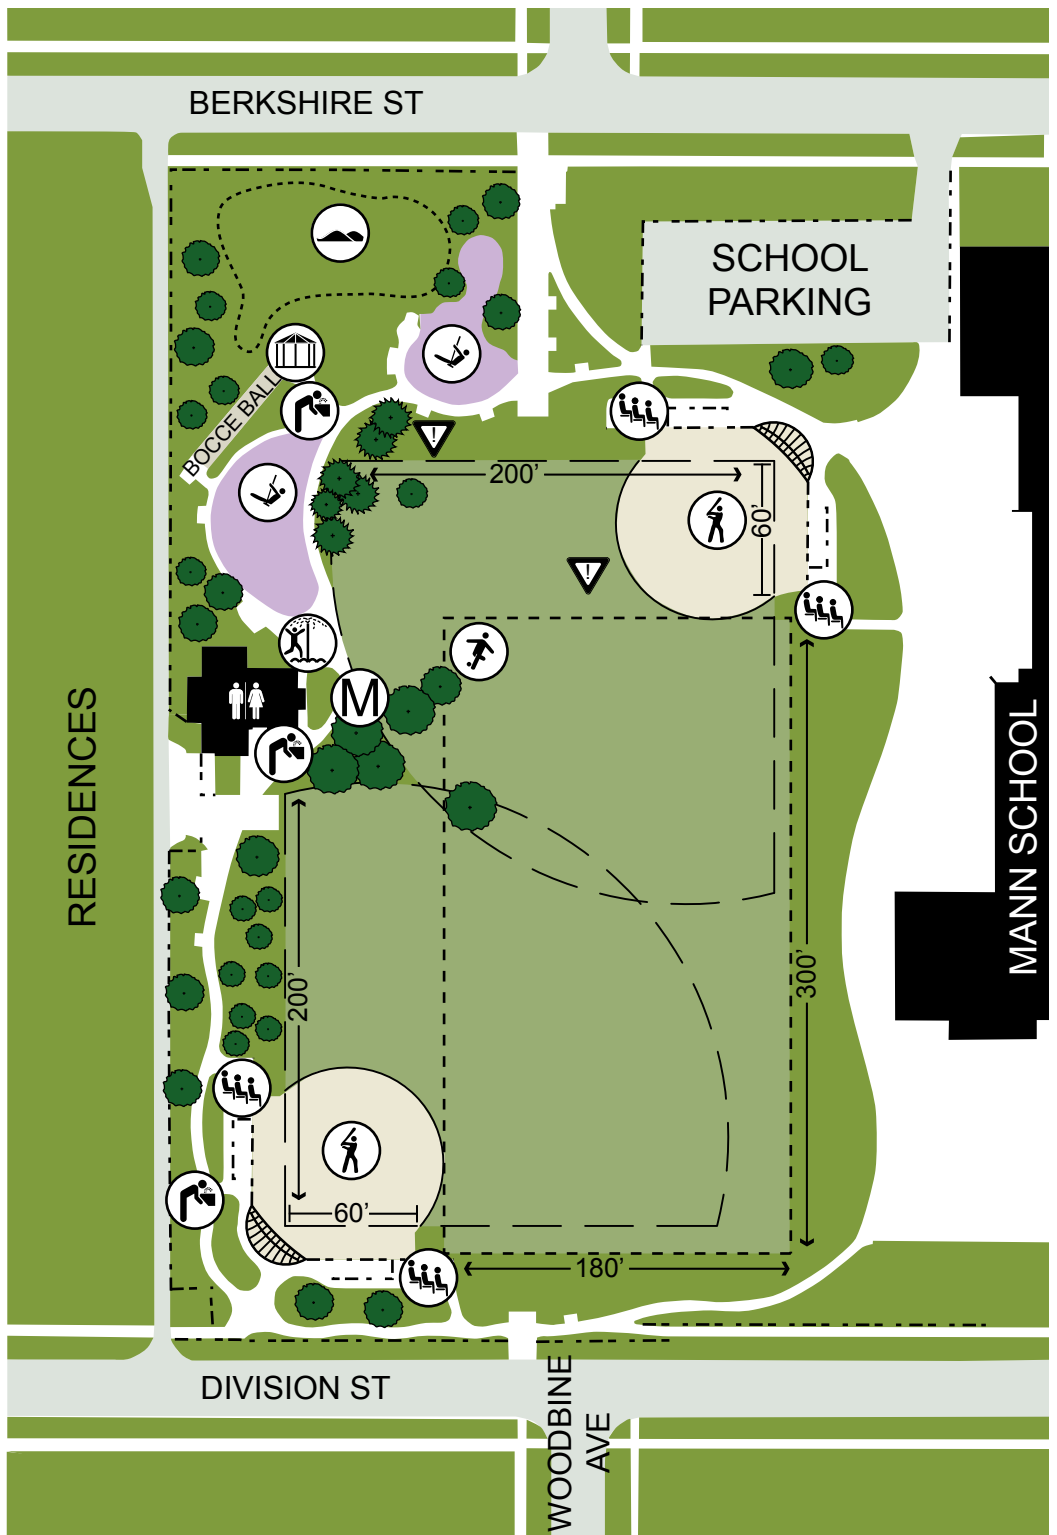 BERKSHIRE ST
SCHOOL
PARKING
BOCCE BALL
!
200'
60'
!
M
RESIDENCES
MANN SCHOOL
200'
300'
60'
180'
DIVISION ST
WOODBINE
AVE